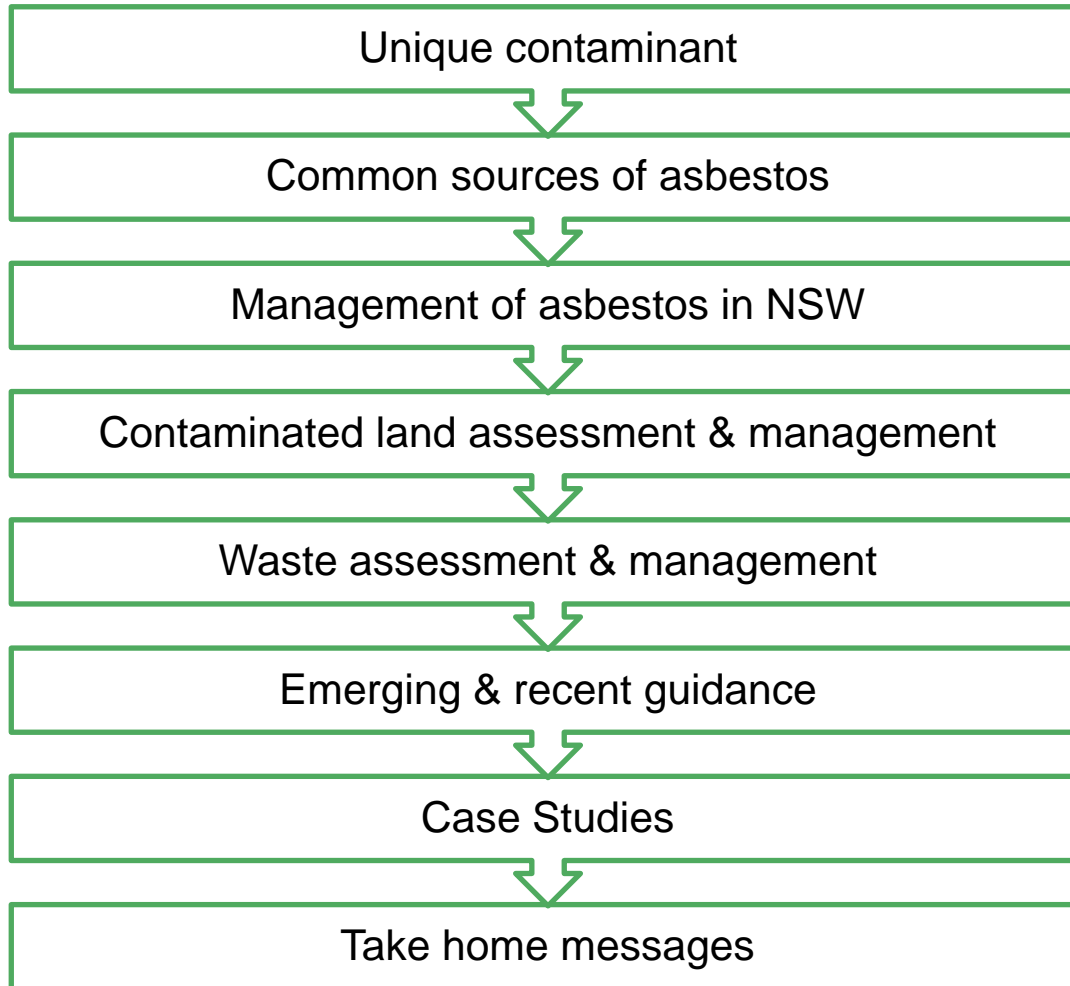 Unique contaminant
Common sources of asbestos
Management of asbestos in NSW
Contaminated land assessment & management
Waste assessment & management
Emerging & recent guidance
Case Studies
Take home messages